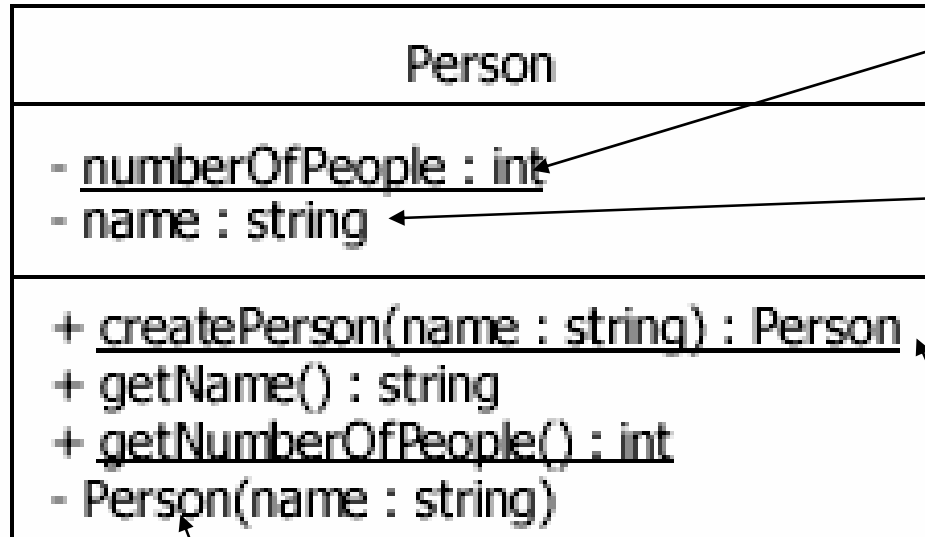 Person
- numberOfPeople : int
- name : string
+ createPerson(name : string) : Person
+ getName() : string
+ getNumberOfPeople() : int
- Person(name : string)